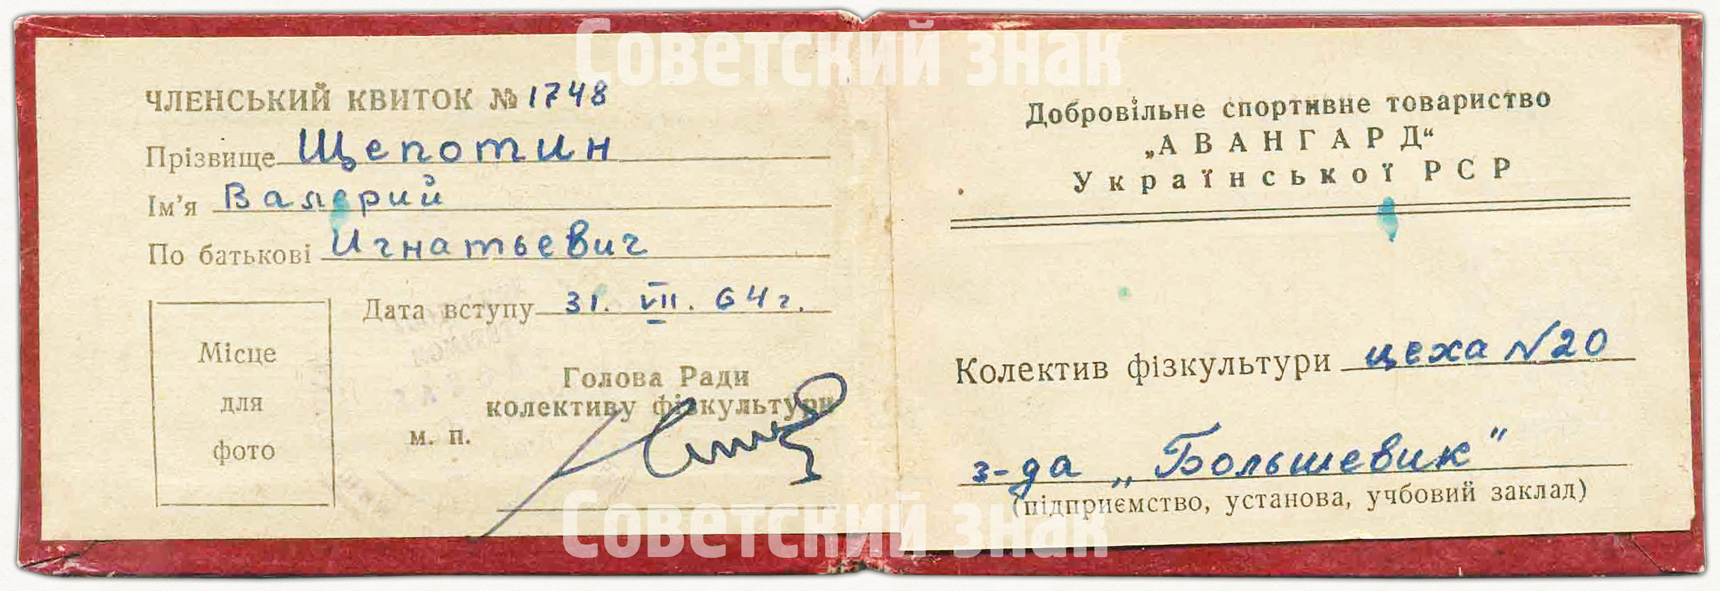 Советский знак
ЧЛЕНСЬКИЙ КВИТОК № 1748
Прізвище Щепотин
Ім'я Валерий
По батькові Игнатьевич
Дата вступу 31. VII. 64 г.
Місце
для
фото
Голова Ради
колективу фізкультури
м. п.
Добровільне спортивне товариство
„АВАНГАРД“
Української РСР
Колектив фізкультури цеха №20
з-да „Большевик"
(підприємство, установа, учбовий заклад)
Советский знак